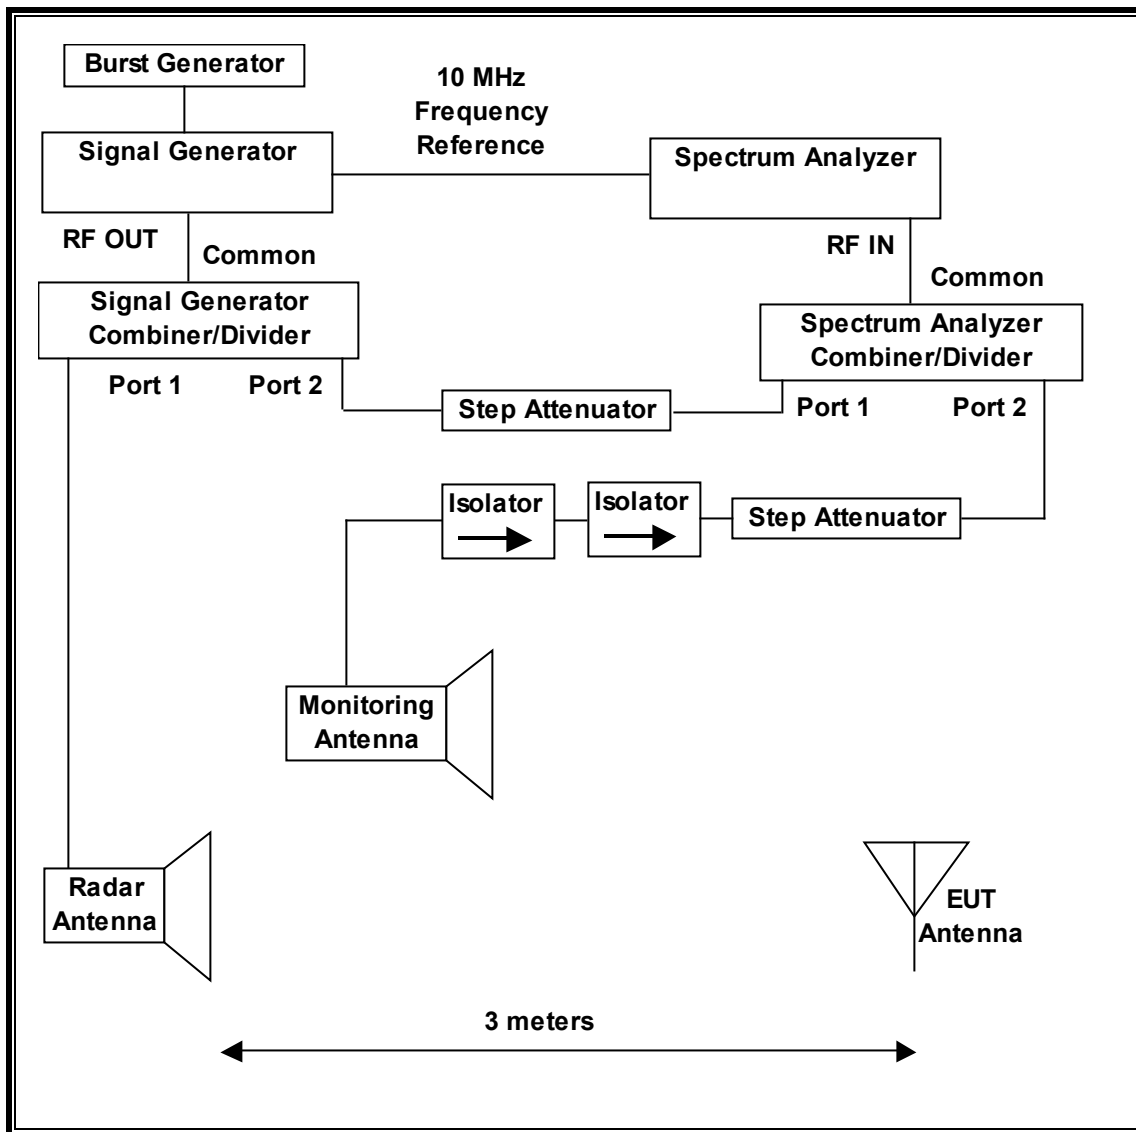 Burst Generator
10 MHz
Frequency
Reference
Signal Generator
Spectrum Analyzer
RF OUT
Common
RF IN
Common
Signal Generator
Combiner/Divider
Spectrum Analyzer
Combiner/Divider
Port 1
Port 2
Step Attenuator
Port 1
Port 2
Isolator
Isolator
Step Attenuator
Monitoring
Antenna
Radar
Antenna
EUT
Antenna
3 meters